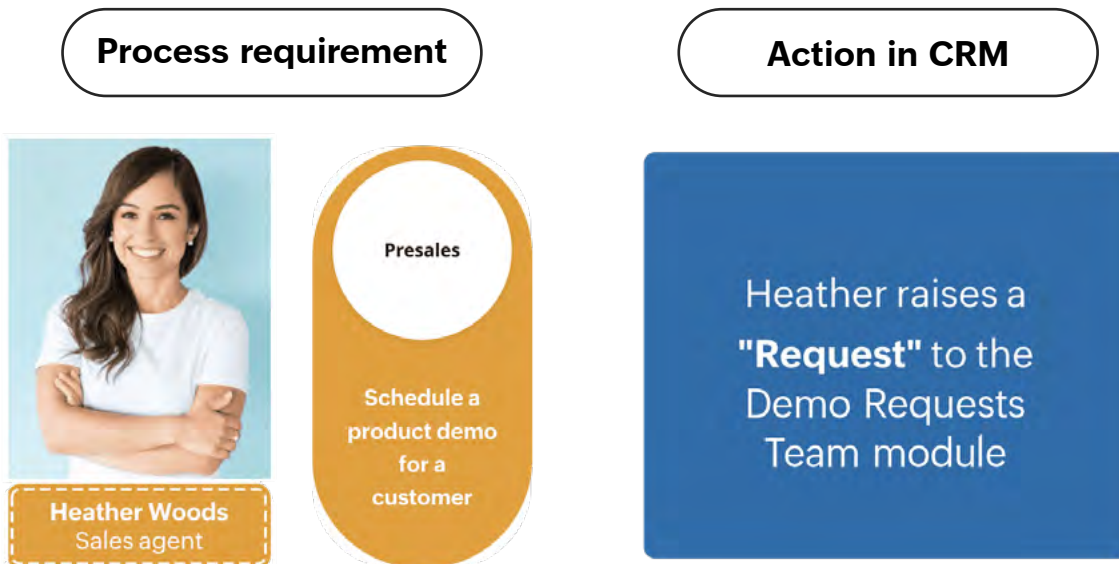 Process requirement
Action in CRM
Presales
Schedule a
product demo
for a
customer
Heather Woods
Sales agent
Heather raises a
"Request" to the
Demo Requests
Team module